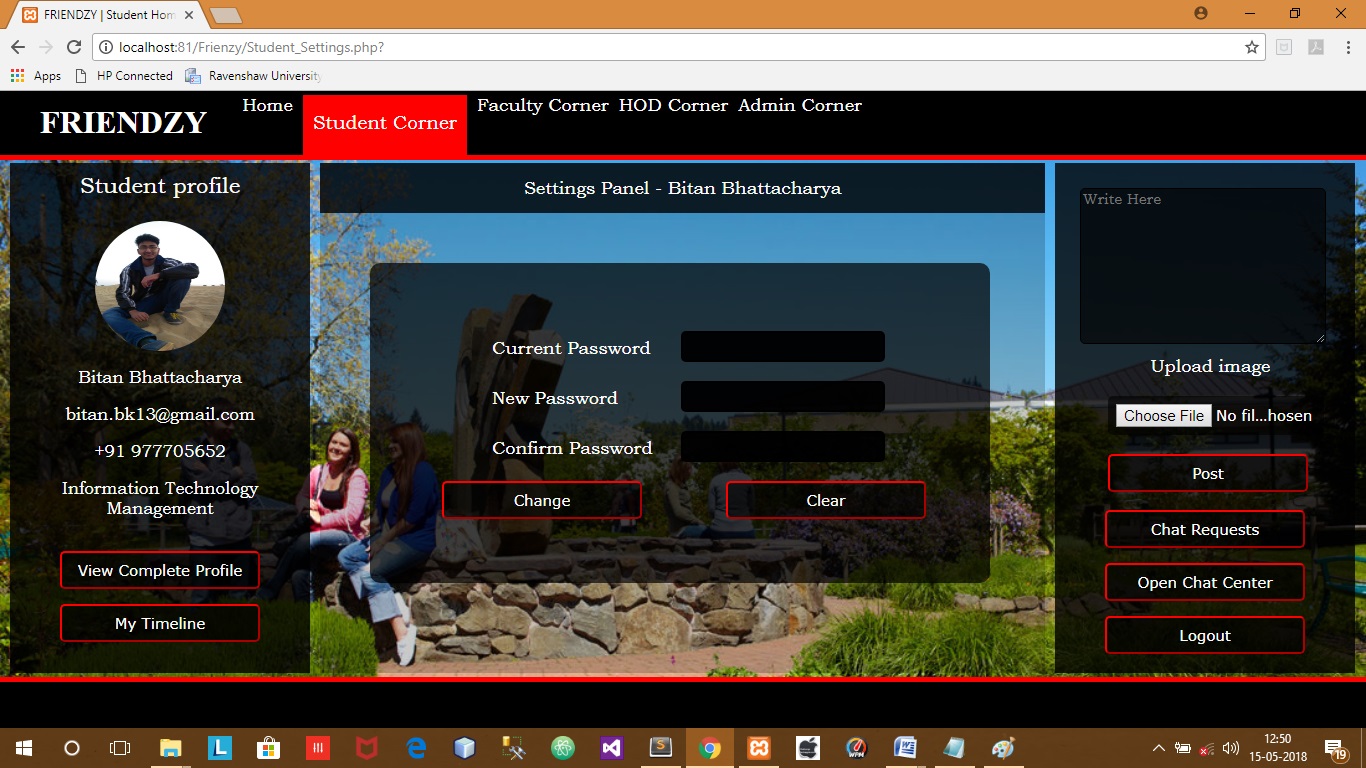 FRIENDZY | Student Hom
localhost:81/Frienzy/Student_Settings.php?
Apps HP Connected Ravenshaw University
FRIENDZY
Home
Student Corner
Faculty Corner
HOD Corner
Admin Corner
Student profile
Bitan Bhattacharya
bitan.bk13@gmail.com
+91 977705652
Information Technology
Management
View Complete Profile
My Timeline
Settings Panel - Bitan Bhattacharya
Current Password
New Password
Confirm Password
Change
Clear
Write Here
Upload image
Choose File No fil...hosen
Post
Chat Requests
Open Chat Center
Logout
L
S
WPM
12:50
15-05-2018
19